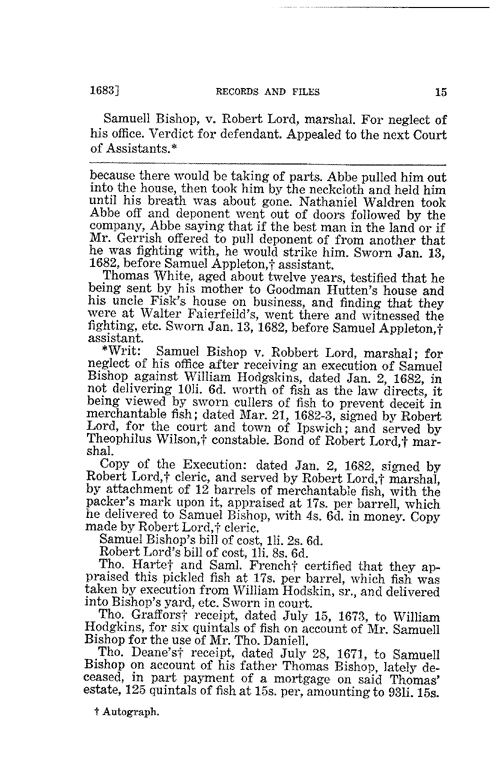 1683] RECORDS AND FILES 15
Samuell Bishop, v. Robert Lord, marshal. For neglect of
his office. Verdict for defendant. Appealed to the next Court
of Assistants.*
because there would be taking of parts. Abbe pulled him out
into the house, then took him by the neckcloth and held him
until his breath was about gone. Nathaniel Waldren took
Abbe off and deponent went out of doors followed by the
company, Abbe saying that if the best man in the land or if
Mr. Gerrish offered to pull deponent of from another that
he was fighting with, he would strike him. Sworn Jan. 13,
1682, before Samuel Appleton,† assistant.
Thomas White, aged about twelve years, testified that he
being sent by his mother to Goodman Hutten's house and
his uncle Fisk's house on business, and finding that they
were at Walter Faierfeild's, went there and witnessed the
fighting, etc. Sworn Jan. 13, 1682, before Samuel Appleton,†
assistant.
*Writ: Samuel Bishop v. Robbert Lord, marshal; for
neglect of his office after receiving an execution of Samuel
Bishop against William Hodgskins, dated Jan. 2, 1682, in
not delivering 10li. 6d. worth of fish as the law directs, it
being viewed by sworn cullers of fish to prevent deceit in
merchantable fish; dated Mar. 21, 1682-3, signed by Robert
Lord, for the court and town of Ipswich; and served by
Theophilus Wilson,† constable. Bond of Robert Lord,† mar-
shal.
Copy of the Execution: dated Jan. 2, 1682, signed by
Robert Lord,† cleric, and served by Robert Lord,† marshal,
by attachment of 12 barrels of merchantable fish, with the
packer's mark upon it, appraised at 17s. per barrell, which
he delivered to Samuel Bishop, with 4s. 6d. in money. Copy
made by Robert Lord,† cleric.
Samuel Bishop's bill of cost, 1li. 2s. 6d.
Robert Lord's bill of cost, 1li. 8s. 6d.
Tho. Harte† and Saml. French† certified that they ap-
praised this pickled fish at 17s. per barrel, which fish was
taken by execution from William Hodskin, sr., and delivered
into Bishop's yard, etc. Sworn in court.
Tho. Graffors† receipt, dated July 15, 1673, to William
Hodgkins, for six quintals of fish on account of Mr. Samuell
Bishop for the use of Mr. Tho. Daniell.
Tho. Deane's† receipt, dated July 28, 1671, to Samuell
Bishop on account of his father Thomas Bishop, lately de-
ceased, in part payment of a mortgage on said Thomas'
estate, 125 quintals of fish at 15s. per, amounting to 93li. 15s.
† Autograph.